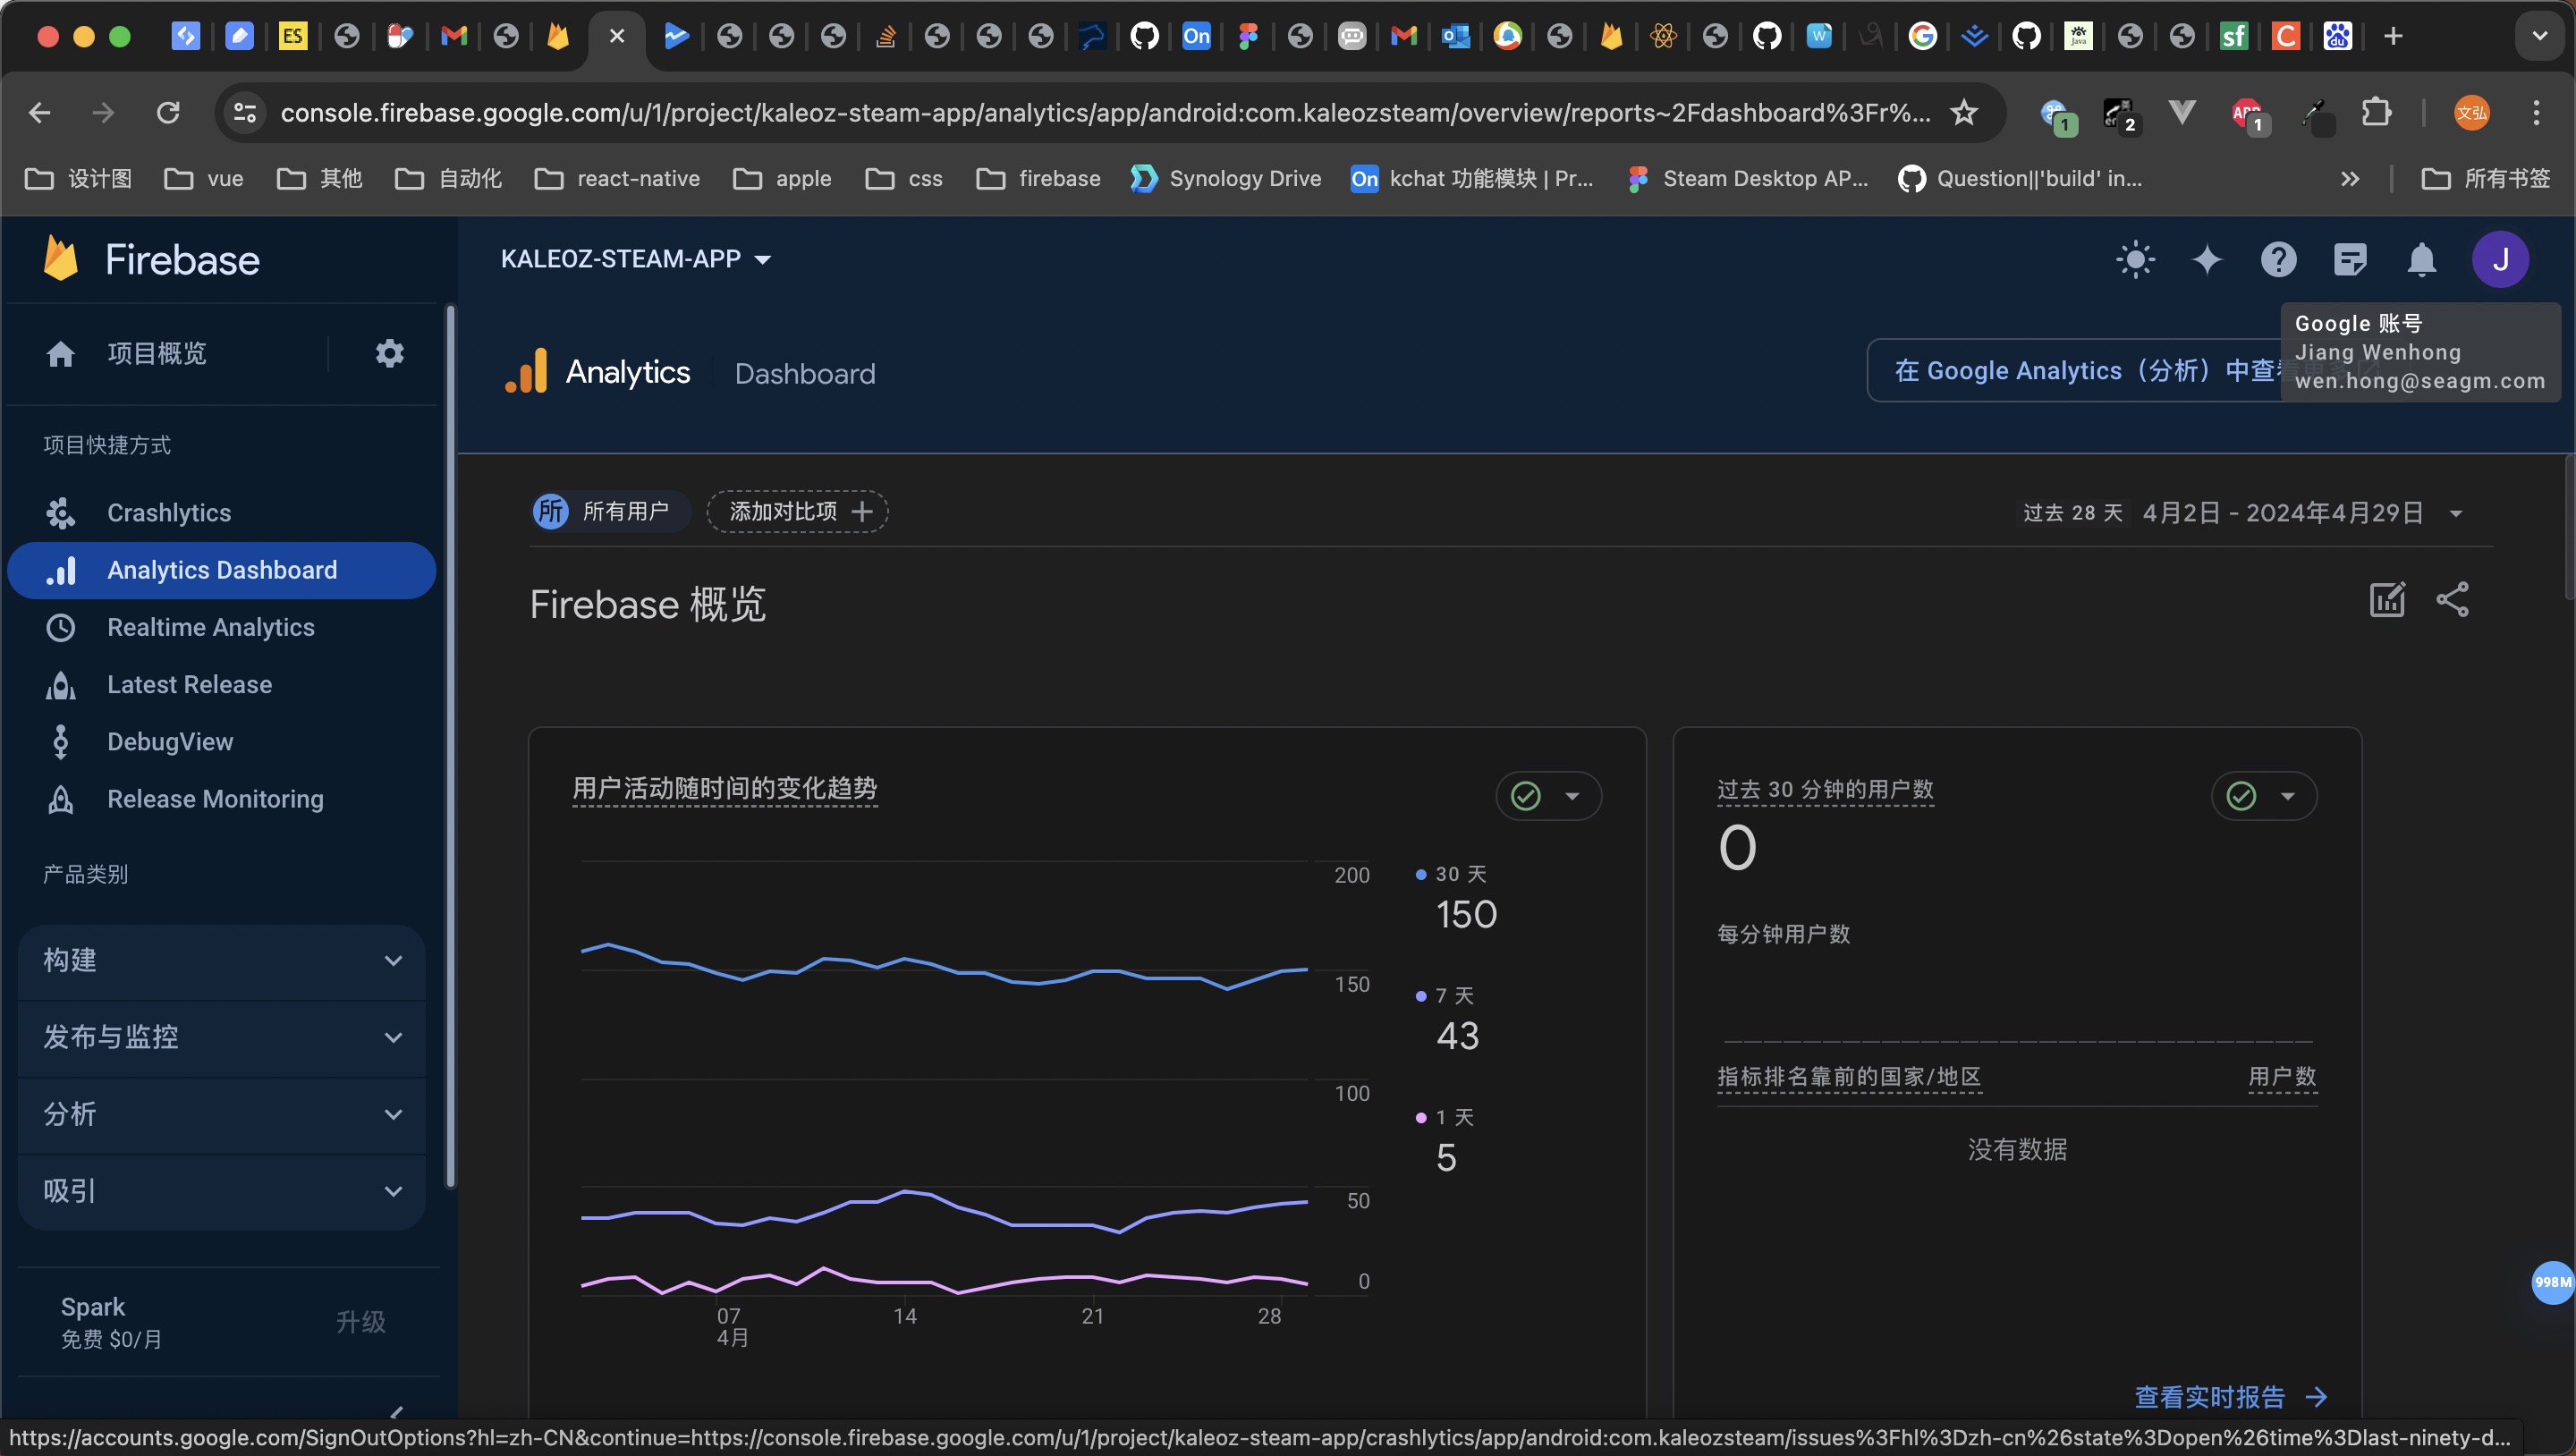 ES
On
W
Java
sf
C
du
console.firebase.google.com/u/1/project/kaleoz-steam-app/analytics/app/android:com.kaleozsteam/overview/reports~2Fdashboard%3Fr%...
1
2
1
文弘
设计图
vue
其他
自动化
react-native
apple
css
firebase
Synology Drive
On kchat 功能模块 | Pr...
Steam Desktop AP...
Question||'build' in...
所有书签
Firebase
KALEOZ-STEAM-APP
J
Google 账号
Jiang Wenhong
wen.hong@seagm.com
项目概览
Analytics
Dashboard
在 Google Analytics（分析）中查看
项目快捷方式
Crashlytics
Analytics Dashboard
Realtime Analytics
Latest Release
DebugView
Release Monitoring
产品类别
构建
发布与监控
分析
吸引
Spark
免费 $0/月
升级
所 所有用户
添加对比项
过去 28 天
4月2日 - 2024年4月29日
Firebase 概览
用户活动随时间的变化趋势
200
150
100
50
0
07
4月
14
21
28
30 天
150
7 天
43
1 天
5
过去 30 分钟的用户数
0
每分钟用户数
指标排名靠前的国家/地区
用户数
没有数据
查看实时报告
998M
https://accounts.google.com/SignOutOptions?hl=zh-CN&continue=https://console.firebase.google.com/u/1/project/kaleoz-steam-app/crashlytics/app/android:com.kaleozsteam/issues%3Fhl%3Dzh-cn%26state%3Dopen%26time%3Dlast-ninety-d...